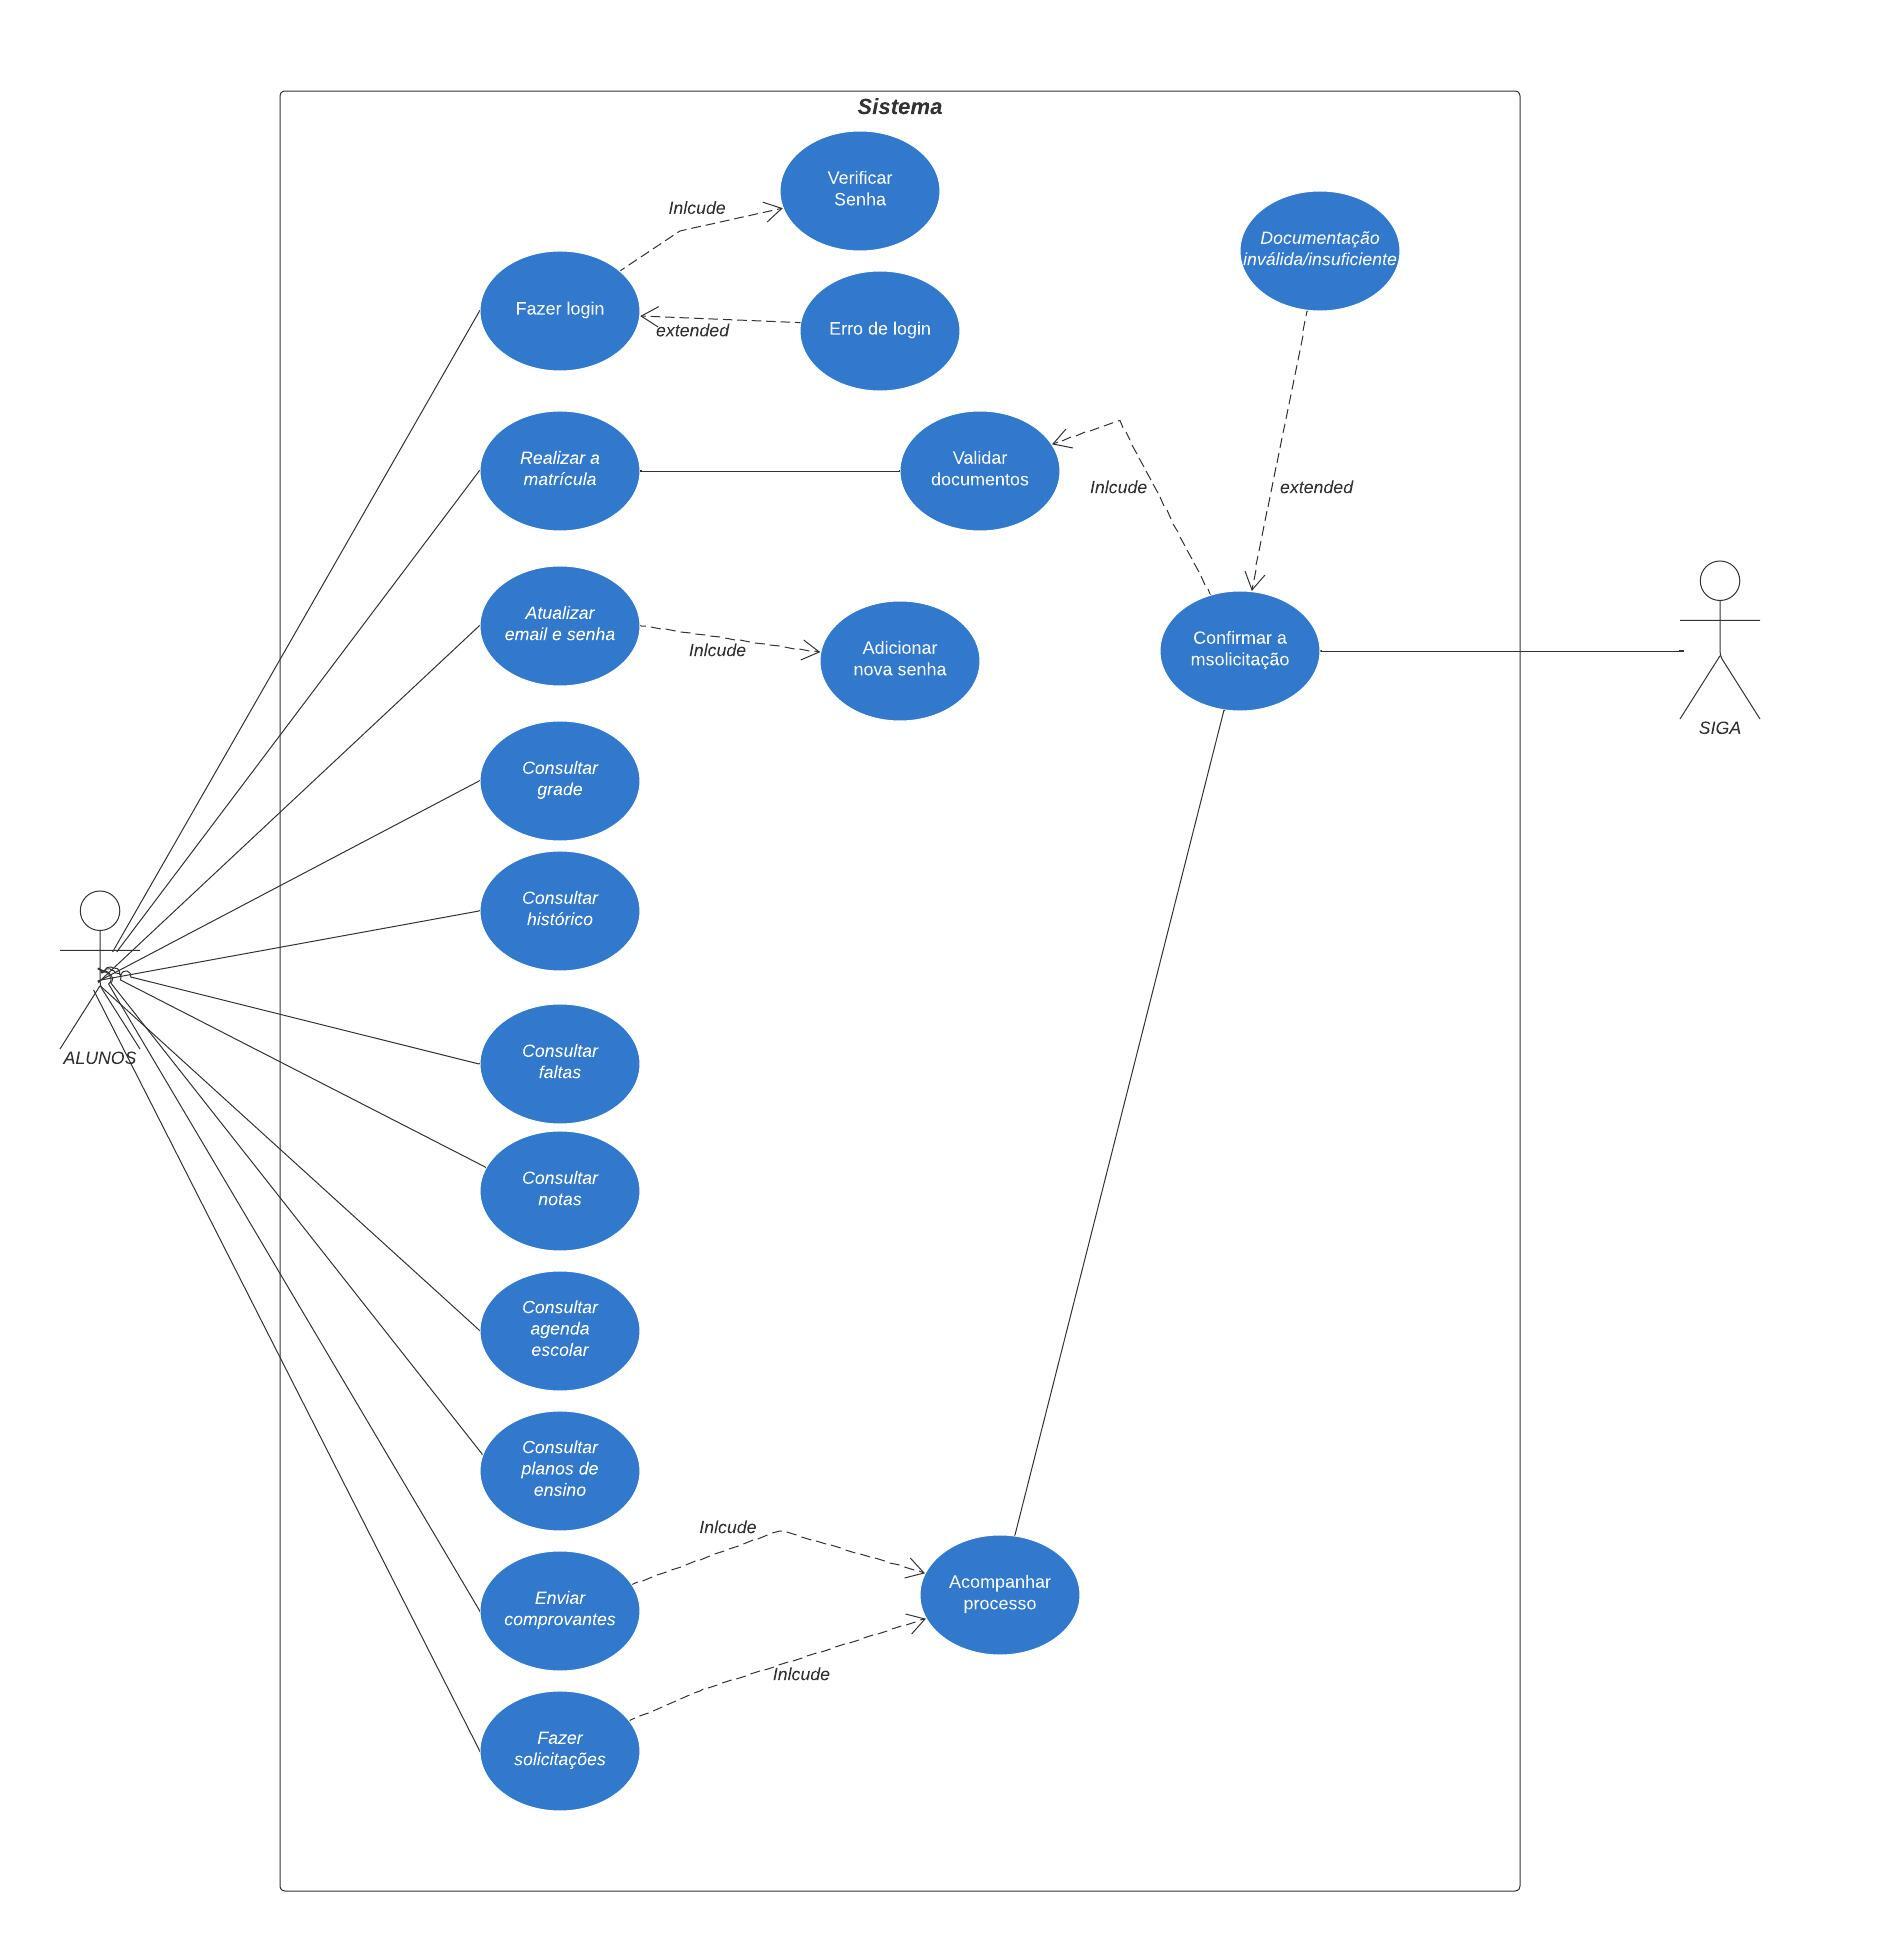 Sistema
Verificar
Senha
Inlcude
Documentação
inválida/insuficiente
Fazer login
Erro de login
extended
Realizar a
matrícula
Validar
documentos
Inlcude
extended
Atualizar
email e senha
Inlcude
Adicionar
nova senha
Confirmar a
msolicitação
SIGA
Consultar
grade
Consultar
histórico
ALUNOS
Consultar
faltas
Consultar
notas
Consultar
agenda
escolar
Consultar
planos de
ensino
Inlcude
Enviar
comprovantes
Acompanhar
processo
Inlcude
Fazer
solicitações